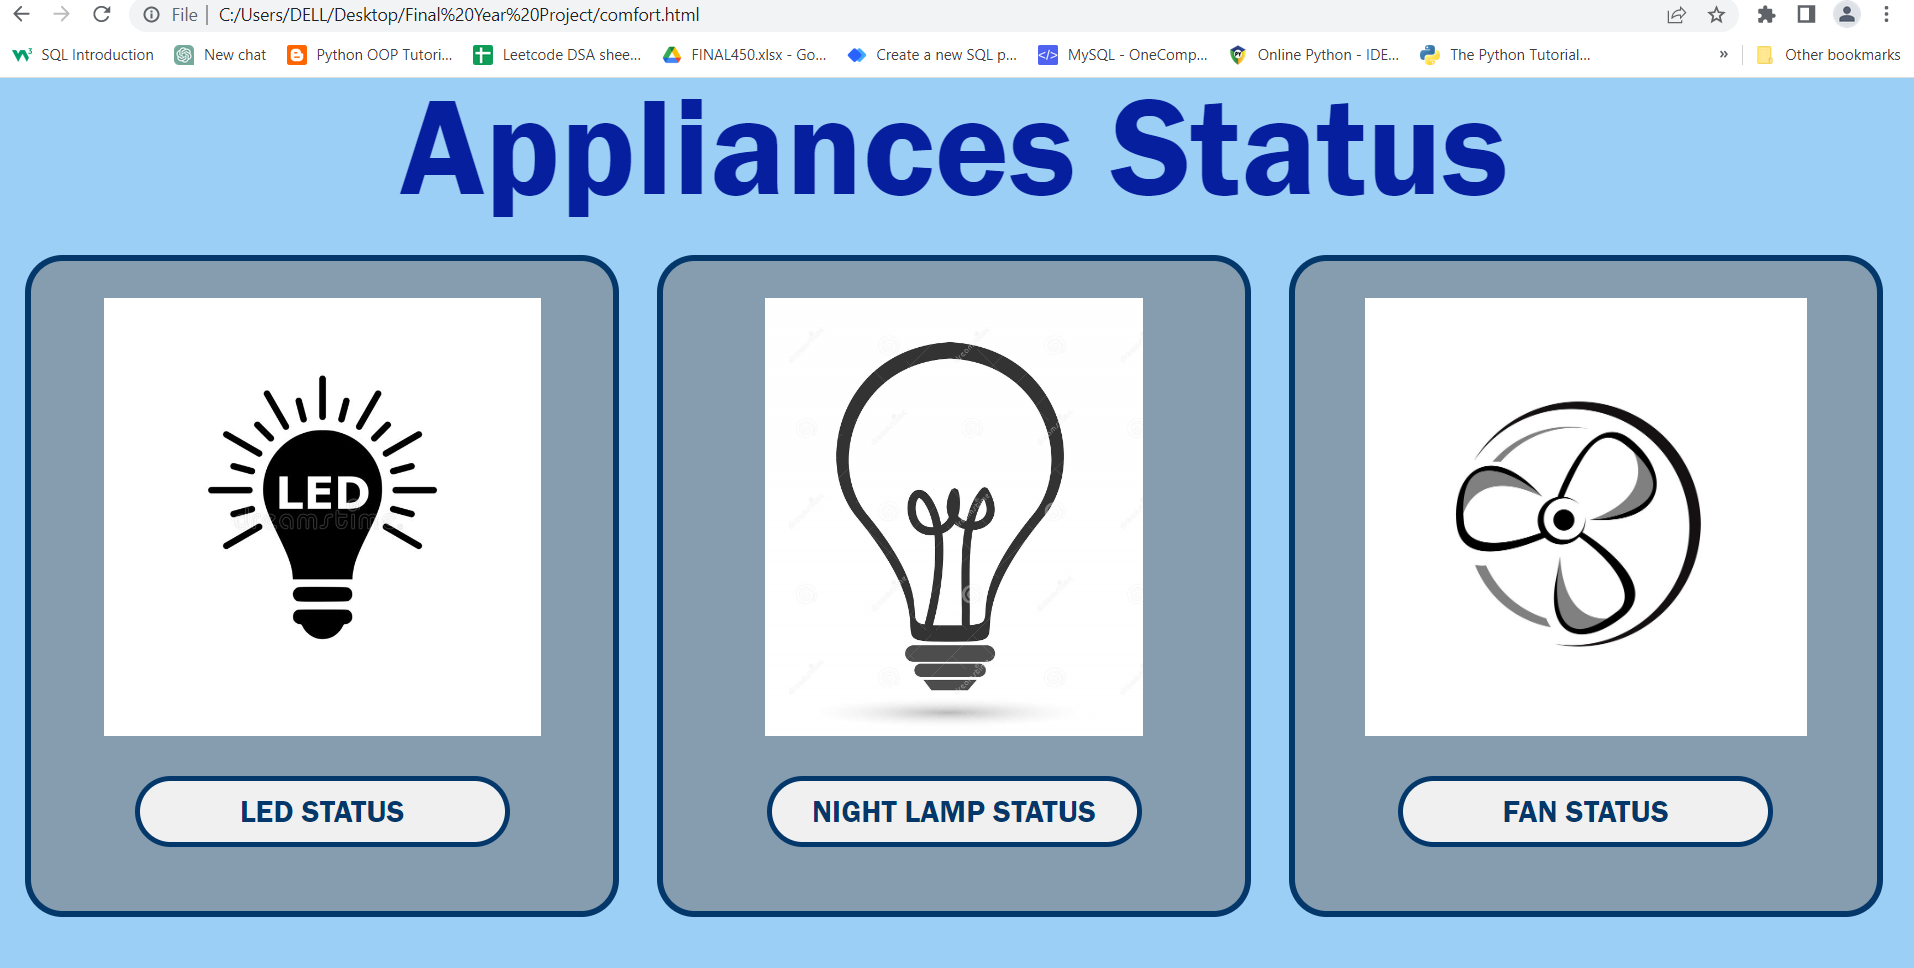 File | C:/Users/DELL/Desktop/Final%20Year%20Project/comfort.html
SQL Introduction New chat Python OOP Tutori... Leetcode DSA shee... FINAL450.xlsx - Go... Create a new SQL p... MySQL - OneComp... Online Python - IDE... The Python Tutorial... » Other bookmarks
Appliances Status
LED
dreamstime
LED STATUS
NIGHT LAMP STATUS
FAN STATUS